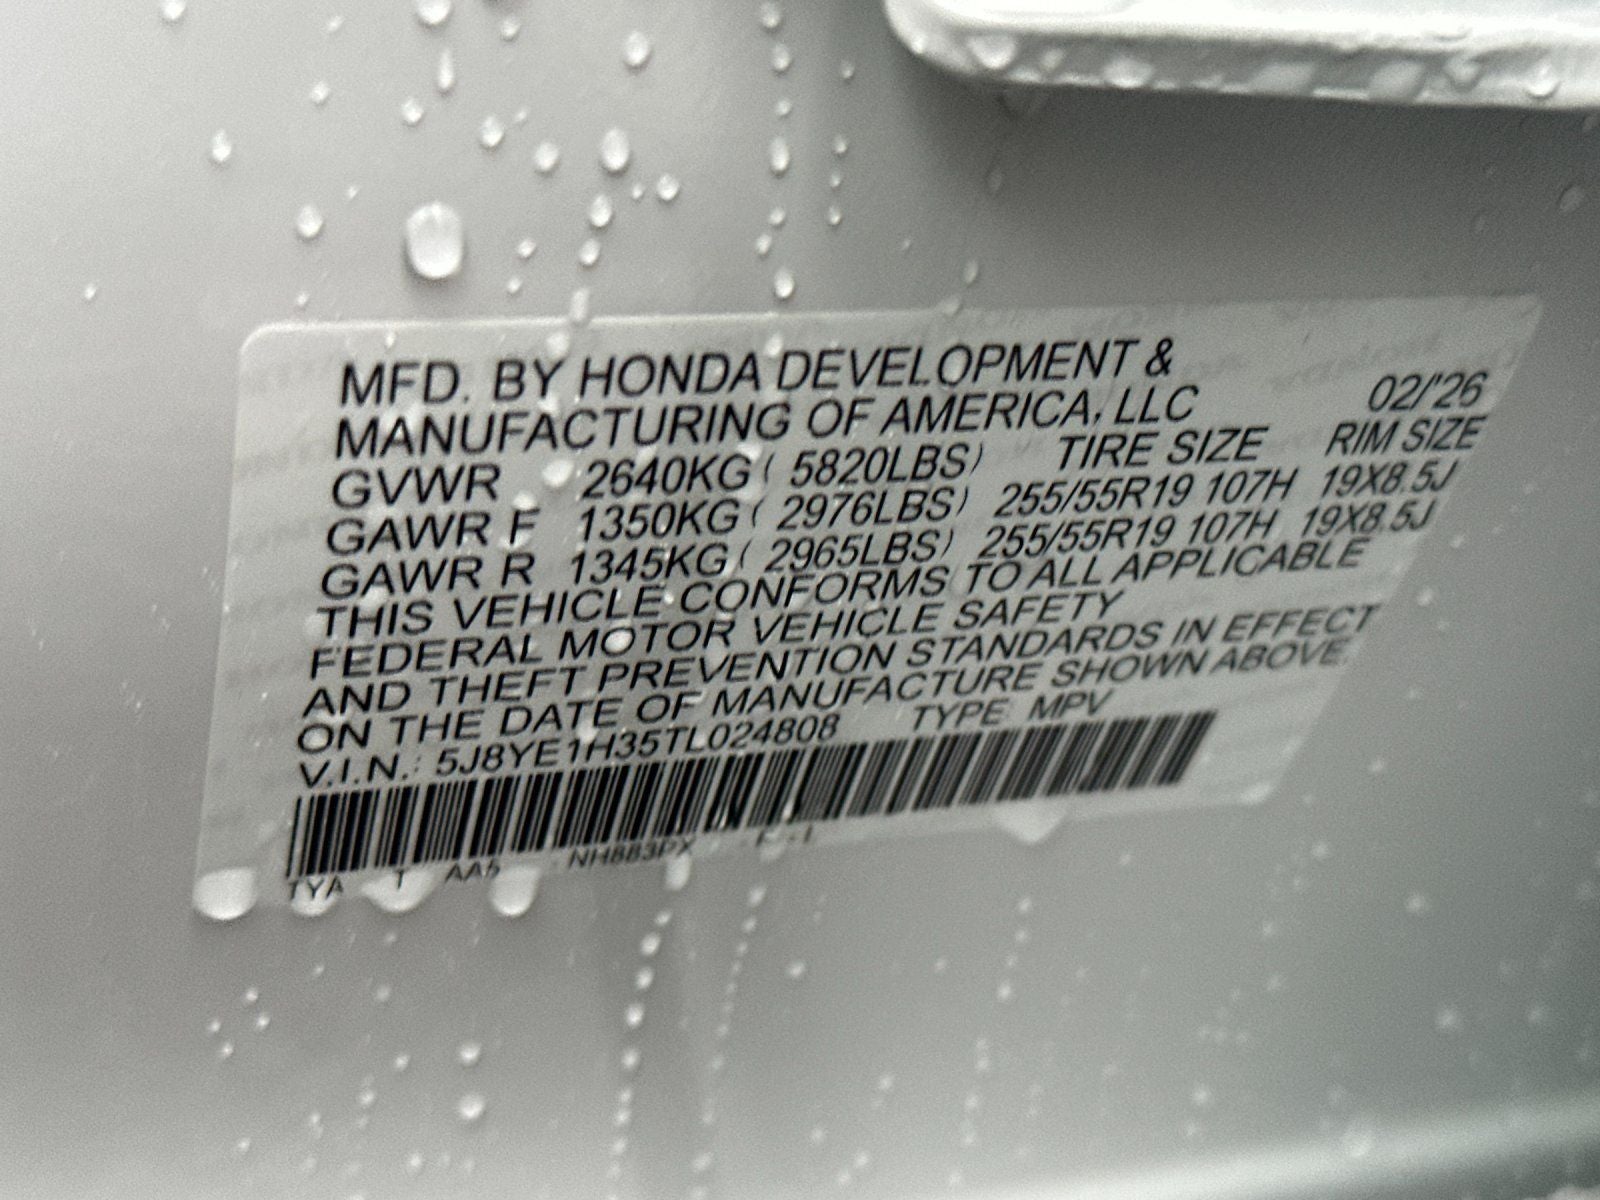 MFD. BY HONDA DEVELOPMENT &
MANUFACTURING OF AMERICA, LLC 02/'26
GVWR 2640KG ( 5820LBS) TIRE SIZE RIM SIZE
GAWR F 1350KG ( 2976LBS) 255/55R19 107H 19X8.5J
GAWR R 1345KG ( 2965LBS) 255/55R19 107H 19X8.5J
THIS VEHICLE CONFORMS TO ALL APPLICABLE
FEDERAL MOTOR VEHICLE SAFETY
AND THEFT PREVENTION STANDARDS IN EFFECT
ON THE DATE OF MANUFACTURE SHOWN ABOVE.
V.I.N.: 5J8YE1H35TL024808 TYPE: MPV
TYA T AA5 NH883PX